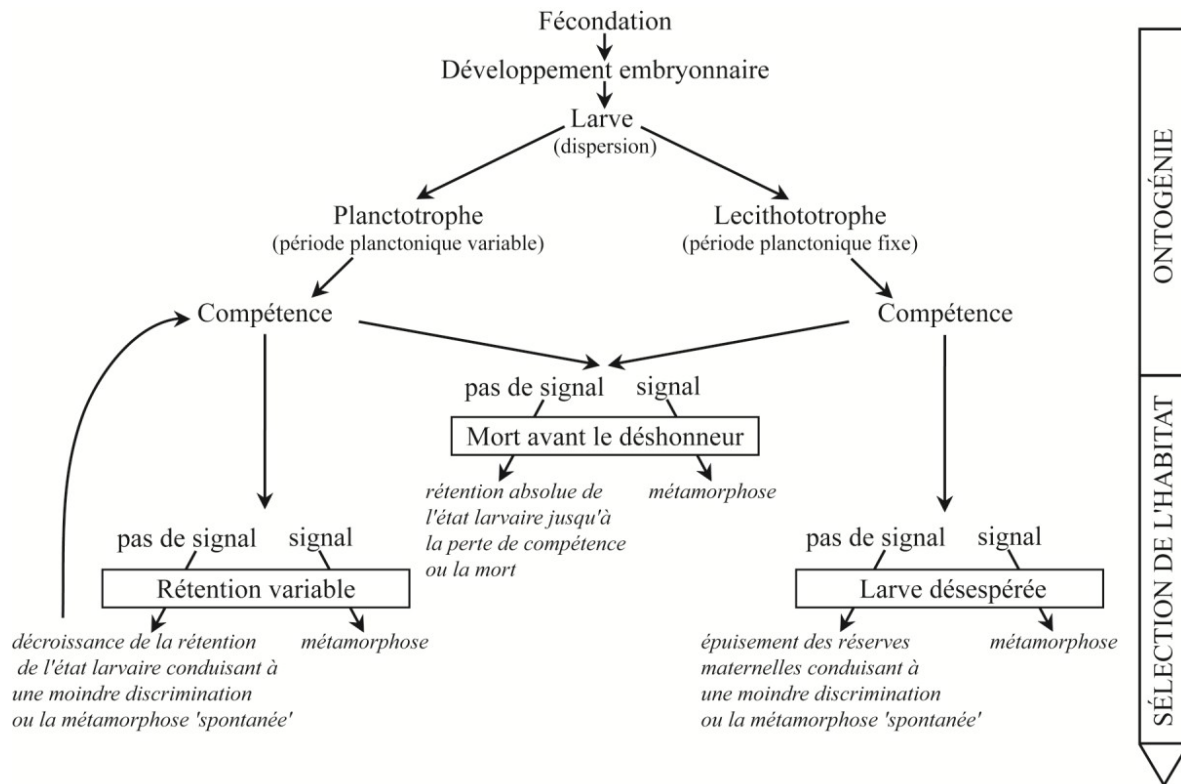 Fécondation
Développement embryonnaire
Larve
(dispersion)
Planctotrophe
(période planctonique variable)
Lecithototrophe
(période planctonique fixe)
Compétence
Compétence
pas de signal
signal
Mort avant le déshonneur
rétention absolue de
l'état larvaire jusqu'à
la perte de compétence
ou la mort
métamorphose
pas de signal
signal
Rétention variable
décroissance de la rétention
de l'état larvaire conduisant à
une moindre discrimination
ou la métamorphose 'spontanée'
métamorphose
pas de signal
signal
Larve désespérée
épuisement des réserves
maternelles conduisant à
une moindre discrimination
ou la métamorphose 'spontanée'
métamorphose
ONTOGÉNIE
SÉLECTION DE L'HABITAT